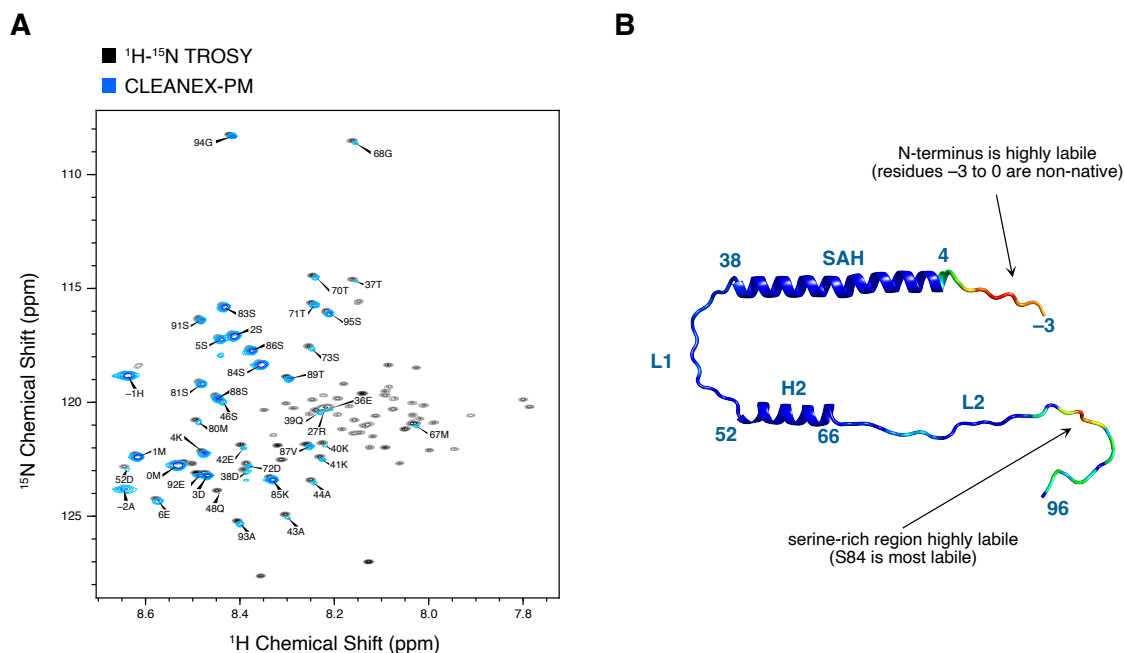 A
¹H-¹⁵N TROSY
CLEANEX-PM
110
115
120
125
¹⁵N Chemical Shift (ppm)
8.6
8.4
8.2
8.0
7.8
¹H Chemical Shift (ppm)
94G
68G
70T
37T
83S
91S
2S
71T
95S
5S
86S
73S
84S
–1H
89T
81S
88S
46S
36E
39Q
27R
80M
67M
4K
42E
87V
40K
1M
41K
52D
0M
72D
38D
92E
3D
85K
44A
–2A
6E
48Q
93A
43A
B
N-terminus is highly labile
(residues –3 to 0 are non-native)
38
SAH
4
–3
L1
H2
L2
52
66
96
serine-rich region highly labile
(S84 is most labile)